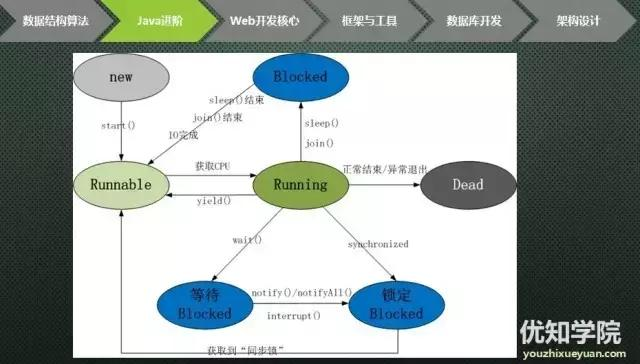 数据结构算法
Java进阶
Web开发核心
框架与工具
数据库开发
架构设计
new
Blocked
sleep()结束
join()结束
IO完成
start()
sleep()
join()
获取CPU
正常结束/异常退出
Runnable
Running
Dead
yield()
wait()
synchronized
等待
Blocked
notify()/notifyAll()
interrupt()
锁定
Blocked
获取到“同步锁”
优知学院
youzhixueyuan.com